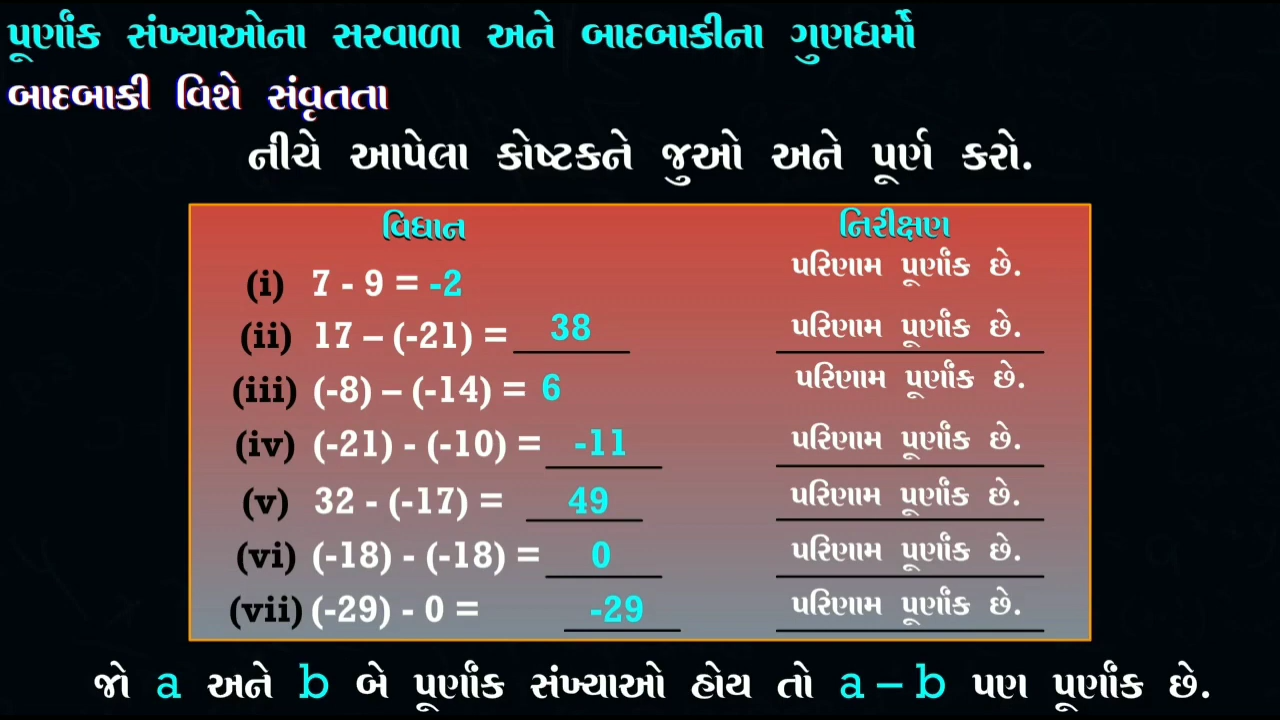 પૂર્ણાંક સંખ્યાઓના સરવાળા અને બાદબાકીના ગુણધર્મો
બાદબાકી વિશે સંવૃતતા
નીચે આપેલા કોષ્ટકને જુઓ અને પૂર્ણ કરો.
વિધાન નિરીક્ષણ
(i) 7 - 9 = -2 પરિણામ પૂર્ણાંક છે.
(ii) 17 – (-21) = 38 પરિણામ પૂર્ણાંક છે.
(iii) (-8) – (-14) = 6 પરિણામ પૂર્ણાંક છે.
(iv) (-21) - (-10) = -11 પરિણામ પૂર્ણાંક છે.
(v) 32 - (-17) = 49 પરિણામ પૂર્ણાંક છે.
(vi) (-18) - (-18) = 0 પરિણામ પૂર્ણાંક છે.
(vii) (-29) - 0 = -29 પરિણામ પૂર્ણાંક છે.
જો a અને b બે પૂર્ણાંક સંખ્યાઓ હોય તો a – b પણ પૂર્ણાંક છે.